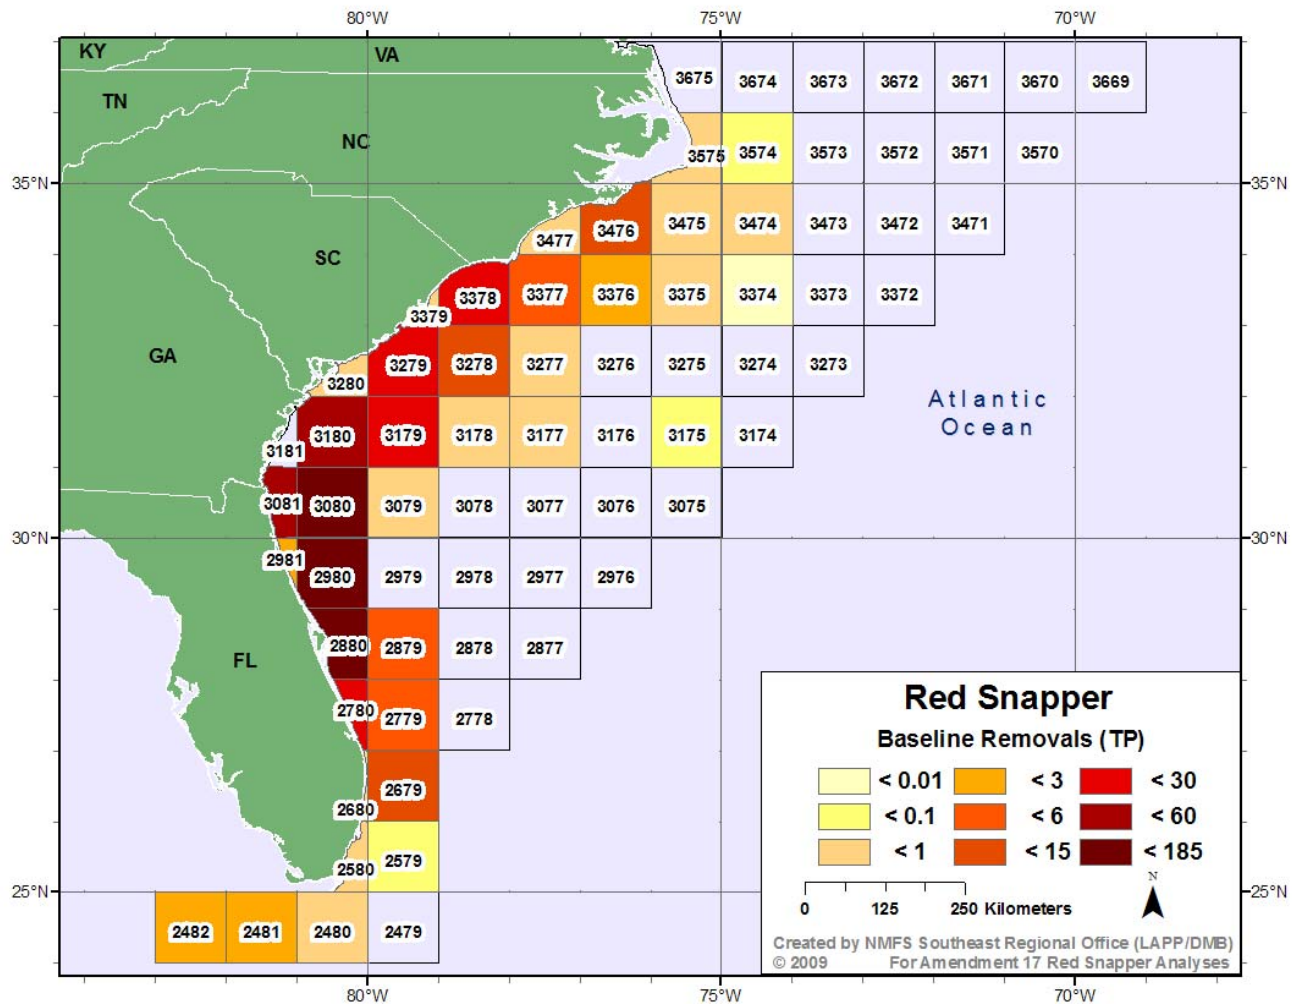 80°W 75°W 70°W
KY VA
3675 3674 3673 3672 3671 3670 3669
TN
NC
3575 3574 3573 3572 3571 3570
35°N 35°N
3477 3476 3475 3474 3473 3472 3471
SC
3379 3378 3377 3376 3375 3374 3373 3372
GA
3280 3279 3278 3277 3276 3275 3274 3273
Atlantic
Ocean
3181 3180 3179 3178 3177 3176 3175 3174
3081 3080 3079 3078 3077 3076 3075
30°N 30°N
2981 2980 2979 2978 2977 2976
FL
2880 2879 2878 2877
2780 2779 2778
2680 2679
2580 2579
25°N 25°N
2482 2481 2480 2479
Red Snapper
Baseline Removals (TP)
< 0.01 < 3 < 30
< 0.1 < 6 < 60
< 1 < 15 < 185
N
0 125 250 Kilometers
Created by NMFS Southeast Regional Office (LAPP/DMB)
© 2009 For Amendment 17 Red Snapper Analyses
80°W 75°W 70°W